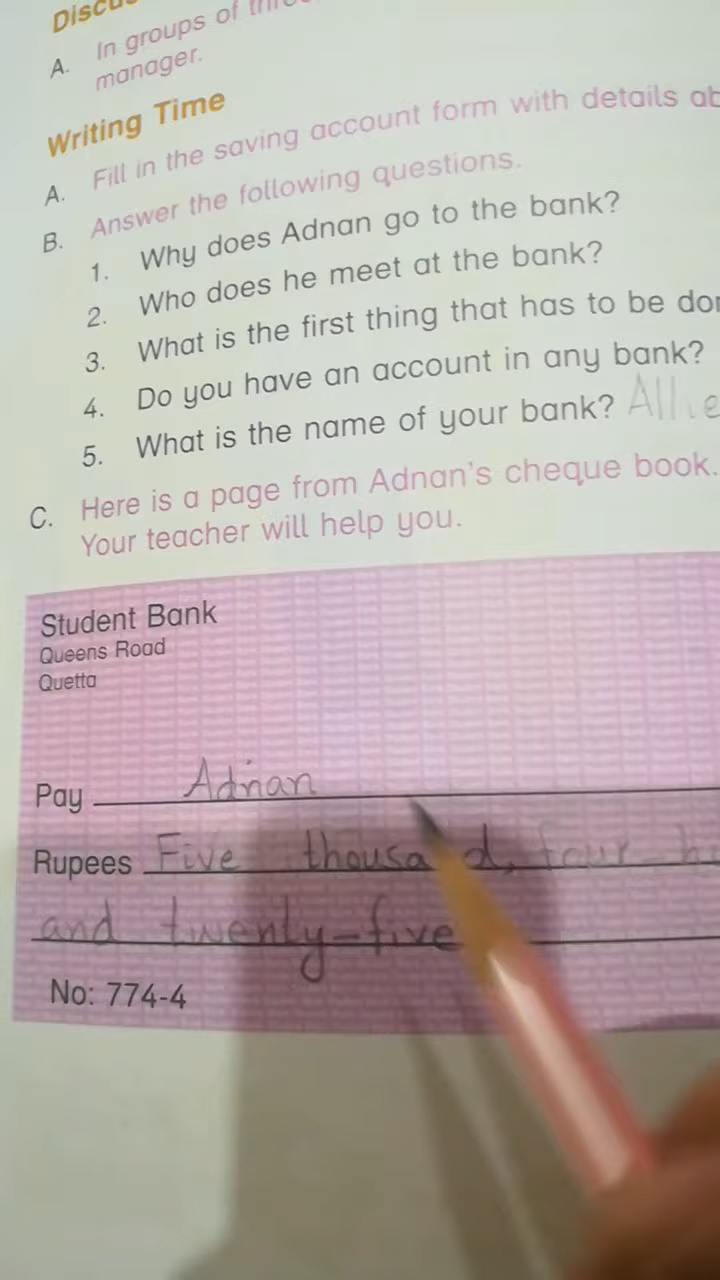 A. In groups of
manager.
Writing Time
A. Fill in the saving account form with details
B. Answer the following questions.
1. Why does Adnan go to the bank?
2. Who does he meet at the bank?
3. What is the first thing that has to be
4. Do you have an account in any bank?
5. What is the name of your bank? Allie
C. Here is a page from Adnan's cheque book.
Your teacher will help you.
Student Bank
Queens Road
Quetta
Pay Adnan
Rupees Five thousand, four
and twenty-five
No: 774-4